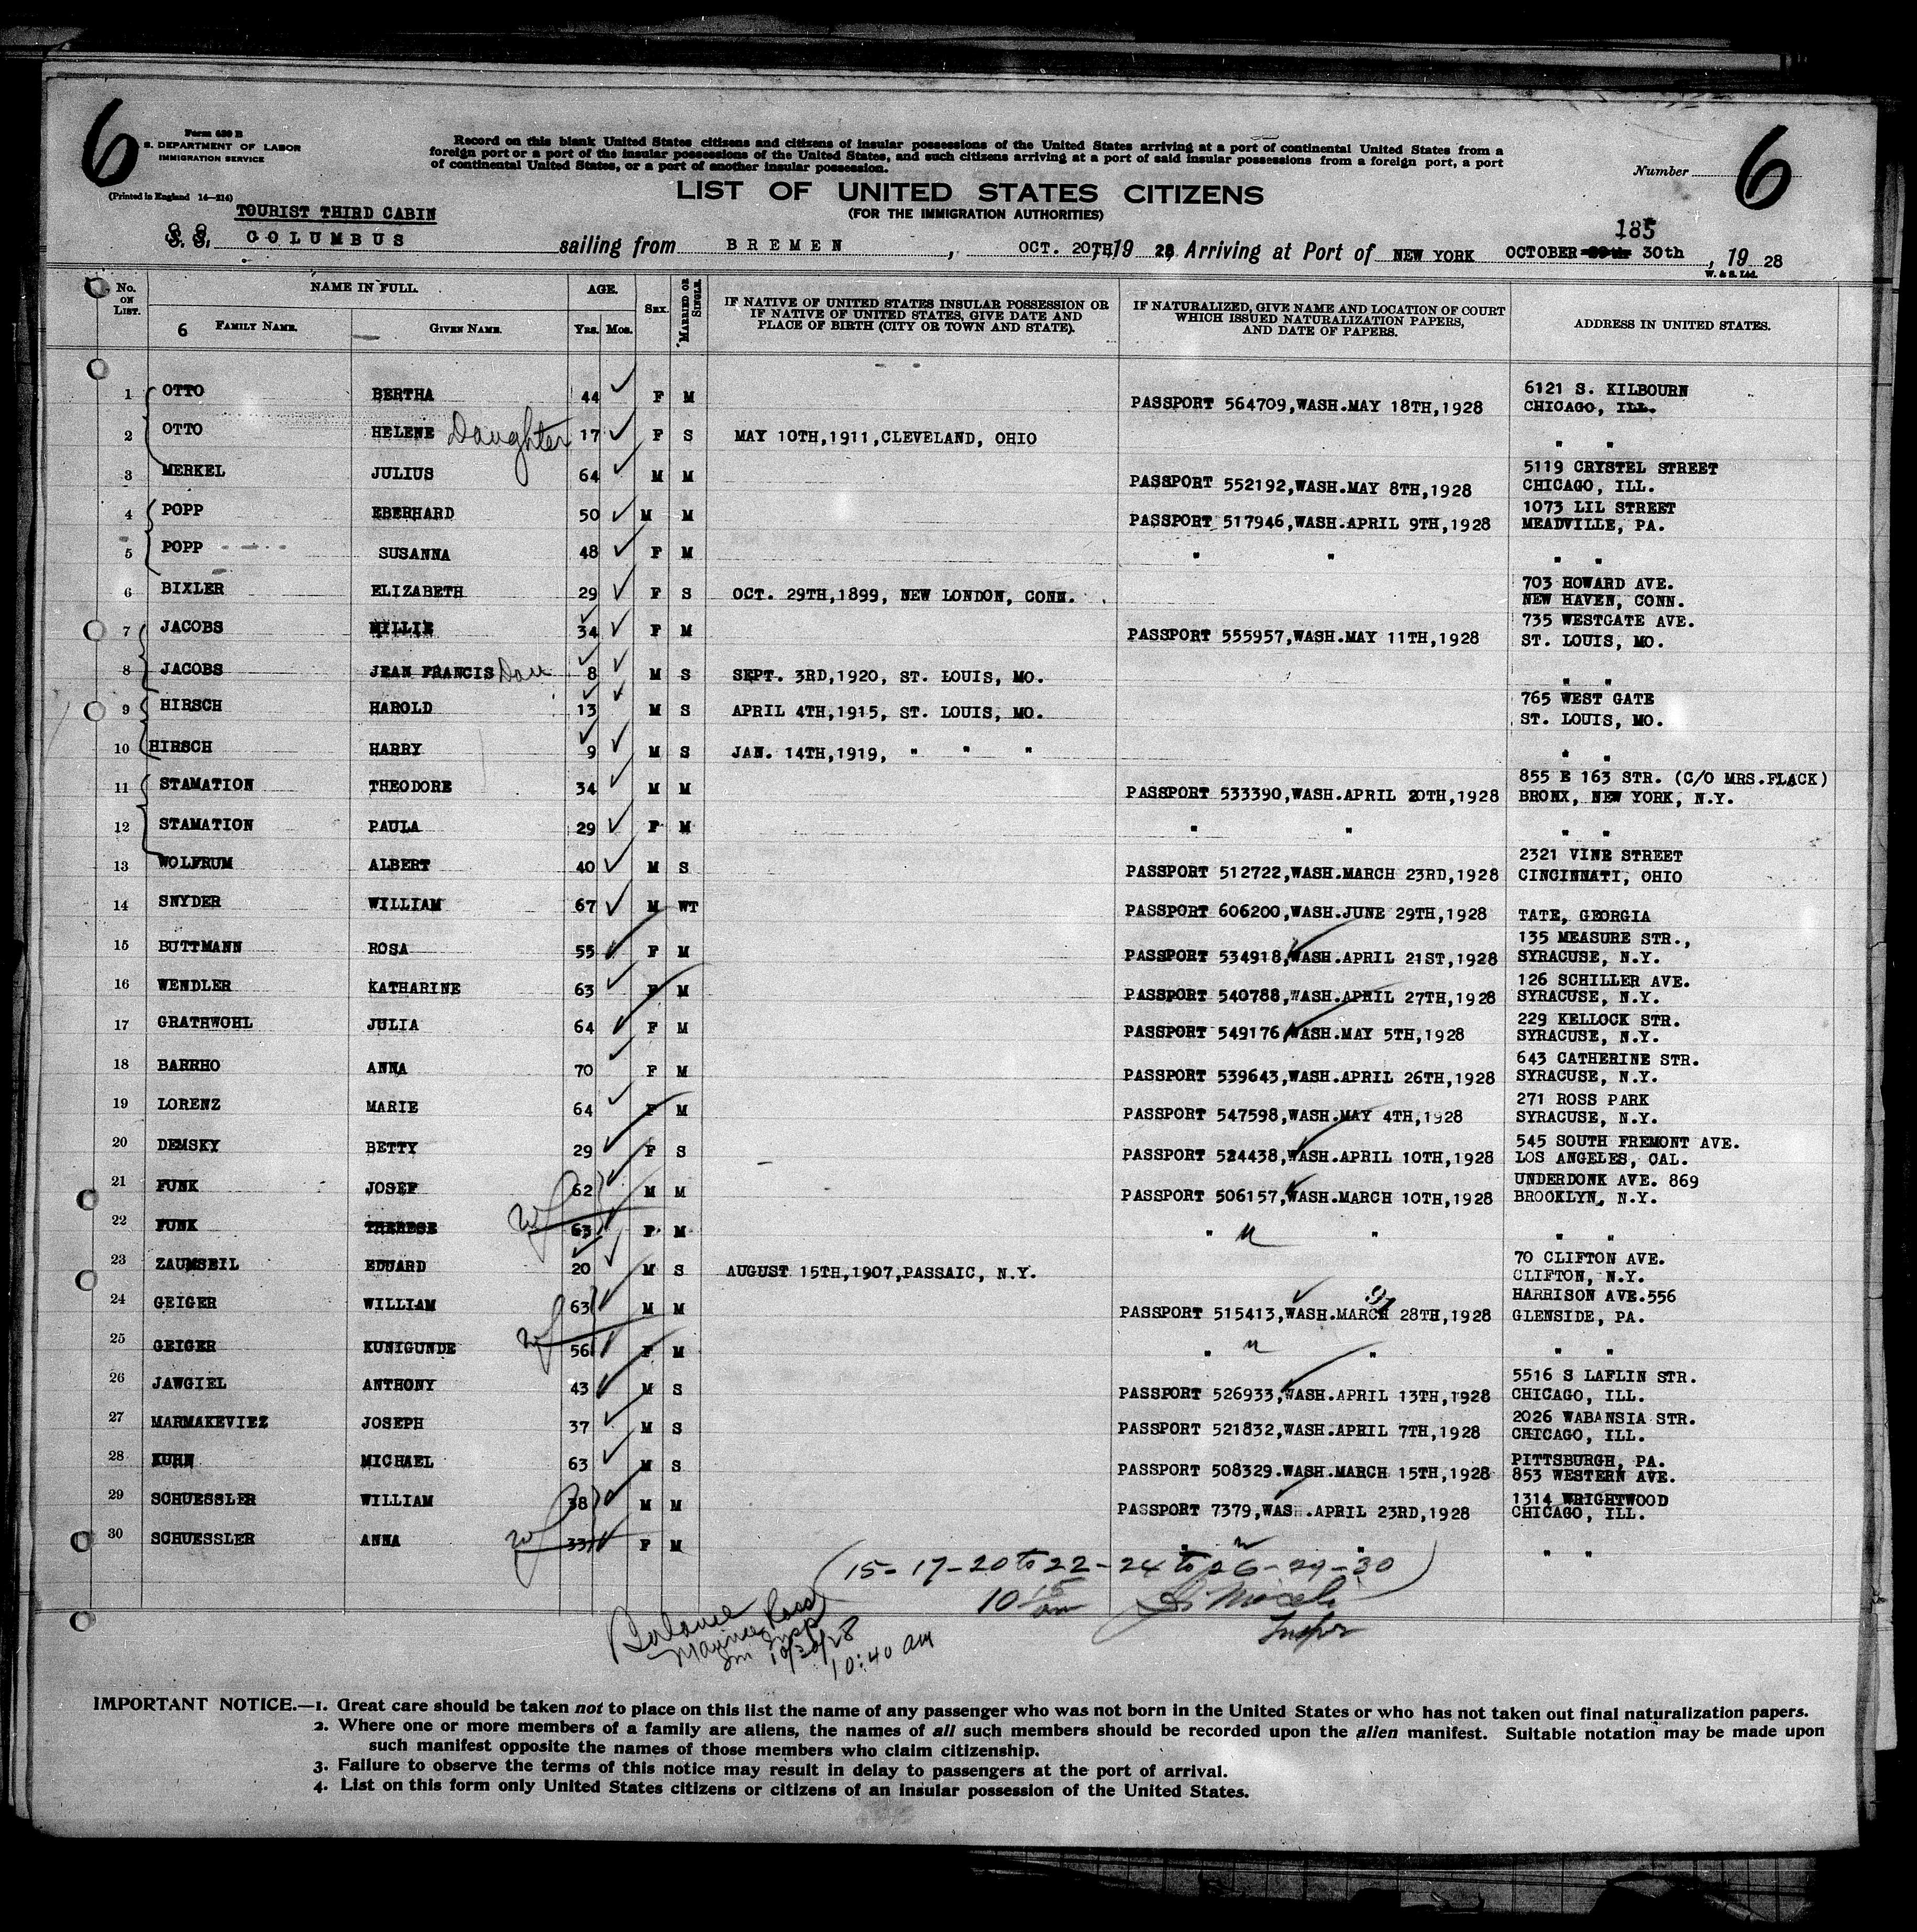 6
Form 630 B
S. DEPARTMENT OF LABOR
IMMIGRATION SERVICE
(Printed in England 14—214)
Record on this blank United States citizens and citizens of insular possessions of the United States arriving at a port of continental United States from a
foreign port or a port of the insular possessions of the United States, and such citizens arriving at a port of said insular possessions from a foreign port, a port
of continental United States, or a port of another insular possession.
Number
6
LIST OF UNITED STATES CITIZENS
(FOR THE IMMIGRATION AUTHORITIES)
TOURIST THIRD CABIN
185
S.S. COLUMBUS sailing from BREMEN, OCT. 20TH, 19 28, Arriving at Port of NEW YORK OCTOBER 30th, 19 28
W. & S. Ltd.
No. ON LIST. NAME IN FULL. AGE. SEX. MARRIED OR SINGLE. IF NATIVE OF UNITED STATES INSULAR POSSESSION OR IF NATIVE OF UNITED STATES, GIVE DATE AND PLACE OF BIRTH (CITY OR TOWN AND STATE). IF NATURALIZED, GIVE NAME AND LOCATION OF COURT WHICH ISSUED NATURALIZATION PAPERS, AND DATE OF PAPERS. ADDRESS IN UNITED STATES.
6 FAMILY NAME. GIVEN NAME. YRS. MOS.
1 OTTO BERTHA 44 F M PASSPORT 564709,WASH.MAY 18TH,1928 6121 S. KILBOURN
CHICAGO, ILL.
2 OTTO HELENE Daughter 17 F S MAY 10TH,1911,CLEVELAND, OHIO " "
3 MERKEL JULIUS 64 M M PASSPORT 552192,WASH.MAY 8TH,1928 5119 CRYSTEL STREET
CHICAGO, ILL.
4 POPP EBERHARD 50 M M PASSPORT 517946,WASH.APRIL 9TH,1928 1073 LIL STREET
MEADVILLE, PA.
5 POPP SUSANNA 48 F M " " " "
6 BIXLER ELIZABETH 29 F S OCT. 29TH,1899, NEW LONDON, CONN. 703 HOWARD AVE.
NEW HAVEN, CONN.
7 JACOBS MILLIE 34 F M PASSPORT 555957,WASH.MAY 11TH,1928 735 WESTGATE AVE.
ST. LOUIS, MO.
8 JACOBS JEAN FRANCIS Dau 8 M S SEPT. 3RD,1920, ST. LOUIS, MO. " "
9 HIRSCH HAROLD 13 M S APRIL 4TH,1915, ST. LOUIS, MO. 765 WEST GATE
ST. LOUIS, MO.
10 HIRSCH HARRY 9 M S JAN. 14TH,1919, " " " " "
11 STAMATION THEODORE 34 M M PASSPORT 533390,WASH.APRIL 20TH,1928 855 E 163 STR. (C/O MRS.FLACK)
BRONX, NEW YORK, N.Y.
12 STAMATION PAULA 29 F M " " " "
13 WOLFRUM ALBERT 40 M S PASSPORT 512722,WASH.MARCH 23RD,1928 2321 VINE STREET
CINCINNATI, OHIO
14 SNYDER WILLIAM 67 M WT PASSPORT 606200,WASH.JUNE 29TH,1928 TATE, GEORGIA
15 BUTTMANN ROSA 55 F M PASSPORT 534918,WASH.APRIL 21ST,1928 135 MEASURE STR.,
SYRACUSE, N.Y.
16 WENDLER KATHARINE 63 F M PASSPORT 540788,WASH.APRIL 27TH,1928 126 SCHILLER AVE.
SYRACUSE, N.Y.
17 GRATHWOHL JULIA 64 F M PASSPORT 549176,WASH.MAY 5TH,1928 229 KELLOCK STR.
SYRACUSE, N.Y.
18 BARRHO ANNA 70 F M PASSPORT 539643,WASH.APRIL 26TH,1928 643 CATHERINE STR.
SYRACUSE, N.Y.
19 LORENZ MARIE 64 F M PASSPORT 547598,WASH.MAY 4TH,1928 271 ROSS PARK
SYRACUSE, N.Y.
20 DEMSKY BETTY 29 F S PASSPORT 524438,WASH.APRIL 10TH,1928 545 SOUTH FREMONT AVE.
LOS ANGELES, CAL.
21 FUNK JOSEF 62 M M PASSPORT 506157,WASH.MARCH 10TH,1928 UNDERDONK AVE. 869
BROOKLYN, N.Y.
22 FUNK THERESE wf 63 F M " " " "
23 ZAUMSEIL EDUARD 20 M S AUGUST 15TH,1907,PASSAIC, N.Y. 70 CLIFTON AVE.
CLIFTON, N.Y.
24 GEIGER WILLIAM 63 M M PASSPORT 515413,WASH.MARCH 28TH,1928 HARRISON AVE.556
GLENSIDE, PA.
25 GEIGER KUNIGUNDE wf 56 F M " " " "
26 JAWGIEL ANTHONY 43 M S PASSPORT 526933,WASH.APRIL 13TH,1928 5516 S LAFLIN STR.
CHICAGO, ILL.
27 MARMAKEVIEZ JOSEPH 37 M S PASSPORT 521832,WASH.APRIL 7TH,1928 2026 WABANSIA STR.
CHICAGO, ILL.
28 KUHN MICHAEL 63 M S PASSPORT 508329.WASH.MARCH 15TH,1928 PITTSBURGH, PA.
853 WESTERN AVE.
29 SCHUESSLER WILLIAM 38 M M PASSPORT 7379,WASH.APRIL 23RD,1928 1314 WRIGHTWOOD
CHICAGO, ILL.
30 SCHUESSLER ANNA wf 33 F M " " " "
(15-17-20 to 22-24 to 26-29-30)
10 15 am
Inspr
Balance
Insp
10/30/28
10:40 AM
IMPORTANT NOTICE.—1. Great care should be taken not to place on this list the name of any passenger who was not born in the United States or who has not taken out final naturalization papers.
2. Where one or more members of a family are aliens, the names of all such members should be recorded upon the alien manifest. Suitable notation may be made upon
such manifest opposite the names of those members who claim citizenship.
3. Failure to observe the terms of this notice may result in delay to passengers at the port of arrival.
4. List on this form only United States citizens or citizens of an insular possession of the United States.